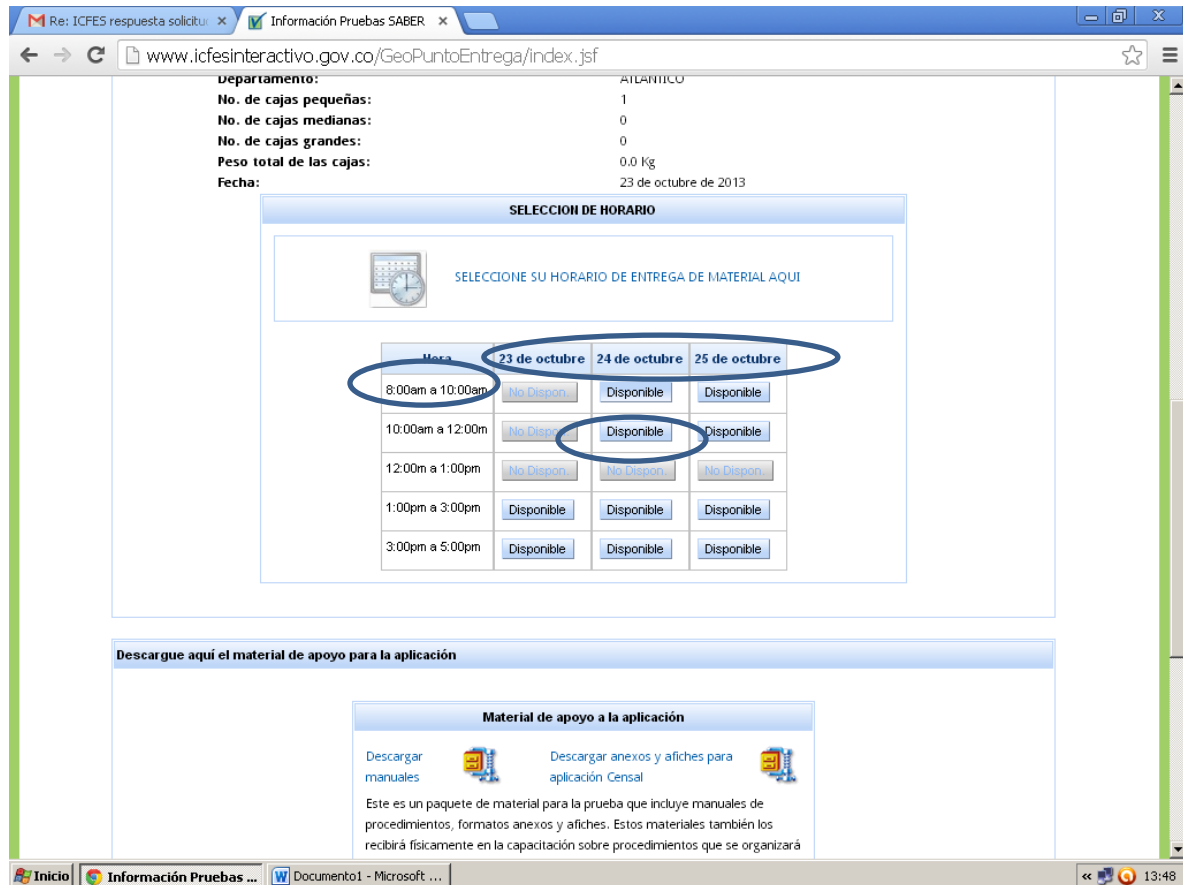 Re: ICFES respuesta solicitu
Información Pruebas SABER
www.icfesinteractivo.gov.co/GeoPuntoEntrega/index.jsf
Departamento: ATLANTICO
No. de cajas pequeñas: 1
No. de cajas medianas: 0
No. de cajas grandes: 0
Peso total de las cajas: 0.0 Kg
Fecha: 23 de octubre de 2013
SELECCION DE HORARIO
SELECCIONE SU HORARIO DE ENTREGA DE MATERIAL AQUI
Hora 23 de octubre 24 de octubre 25 de octubre
8:00am a 10:00am No Dispon.. Disponible Disponible
10:00am a 12:00m No Dispon.. Disponible Disponible
12:00m a 1:00pm No Dispon.. No Dispon.. No Dispon..
1:00pm a 3:00pm Disponible Disponible Disponible
3:00pm a 5:00pm Disponible Disponible Disponible
Descargue aquí el material de apoyo para la aplicación
Material de apoyo a la aplicación
Descargar manuales
Descargar anexos y afiches para aplicación Censal
Este es un paquete de material para la prueba que incluye manuales de
procedimientos, formatos anexos y afiches. Estos materiales también los
recibirá físicamente en la capacitación sobre procedimientos que se organizará
Inicio Información Pruebas ... Documento1 - Microsoft ... 13:48